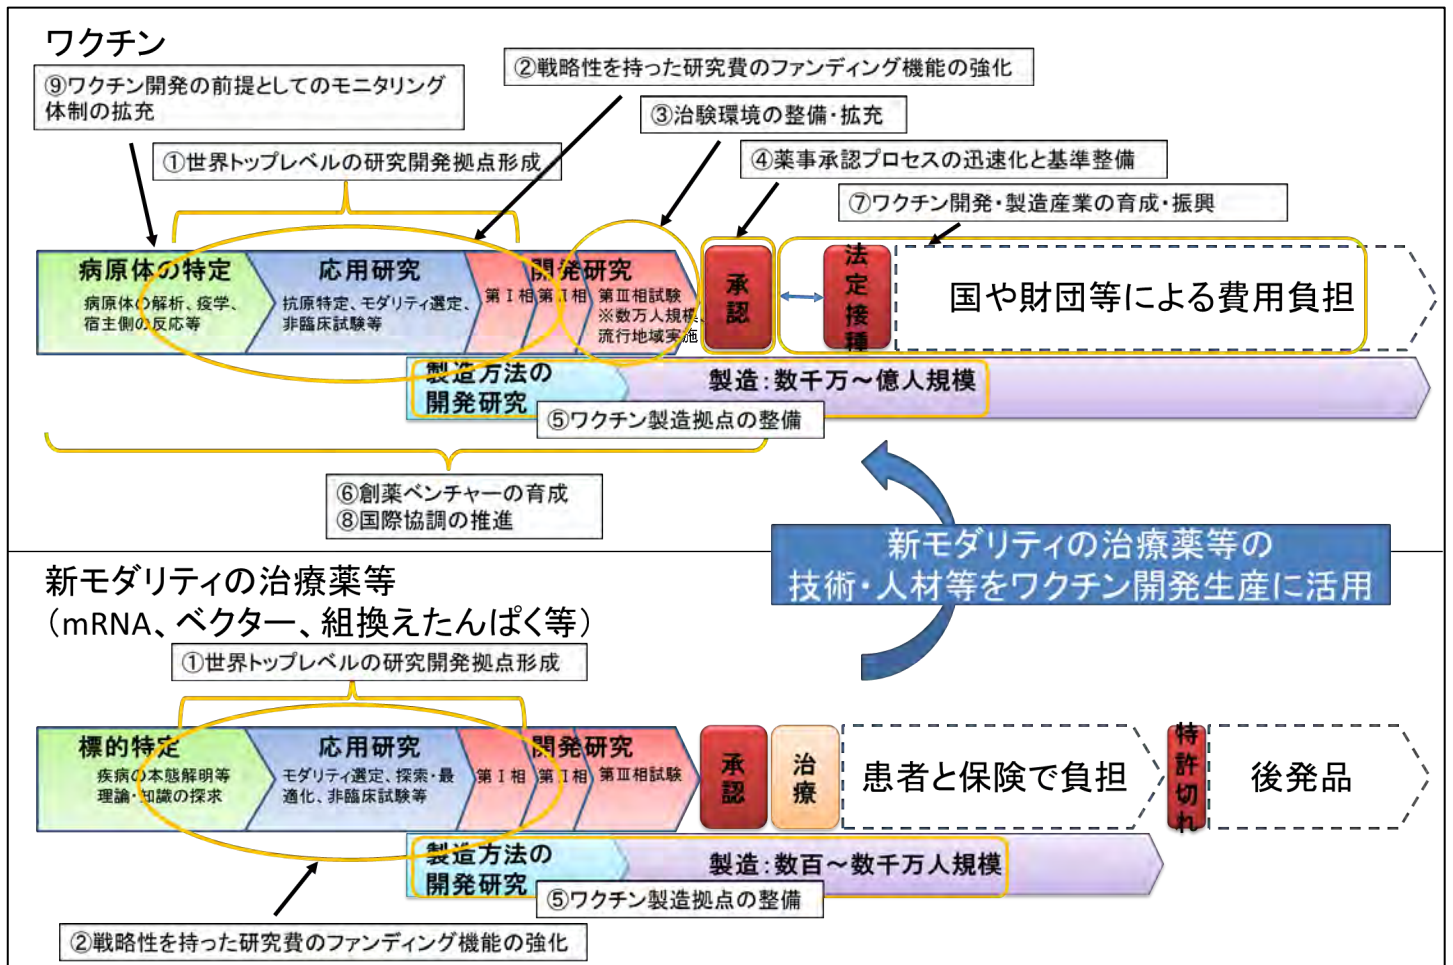 ワクチン
⑨ワクチン開発の前提としてのモニタリング
体制の拡充
②戦略性を持った研究費のファンディング機能の強化
③治験環境の整備・拡充
①世界トップレベルの研究開発拠点形成
④薬事承認プロセスの迅速化と基準整備
⑦ワクチン開発・製造産業の育成・振興
病原体の特定
病原体の解析、疫学、
宿主側の反応等
応用研究
抗原特定、モダリティ選定、
非臨床試験等
開発研究
第Ⅰ相
第Ⅱ相
第Ⅲ相試験
※数万人規模、
流行地域実施
承認
法定接種
国や財団等による費用負担
製造方法の
開発研究
製造：数千万～億人規模
⑤ワクチン製造拠点の整備
⑥創薬ベンチャーの育成
⑧国際協調の推進
新モダリティの治療薬等の
技術・人材等をワクチン開発生産に活用
新モダリティの治療薬等
（mRNA、ベクター、組換えたんぱく等）
①世界トップレベルの研究開発拠点形成
標的特定
疾病の本態解明等
理論・知識の探求
応用研究
モダリティ選定、探索・最
適化、非臨床試験等
開発研究
第Ⅰ相
第Ⅱ相
第Ⅲ相試験
承認
治療
患者と保険で負担
特許切れ
後発品
製造方法の
開発研究
製造：数百～数千万人規模
⑤ワクチン製造拠点の整備
②戦略性を持った研究費のファンディング機能の強化